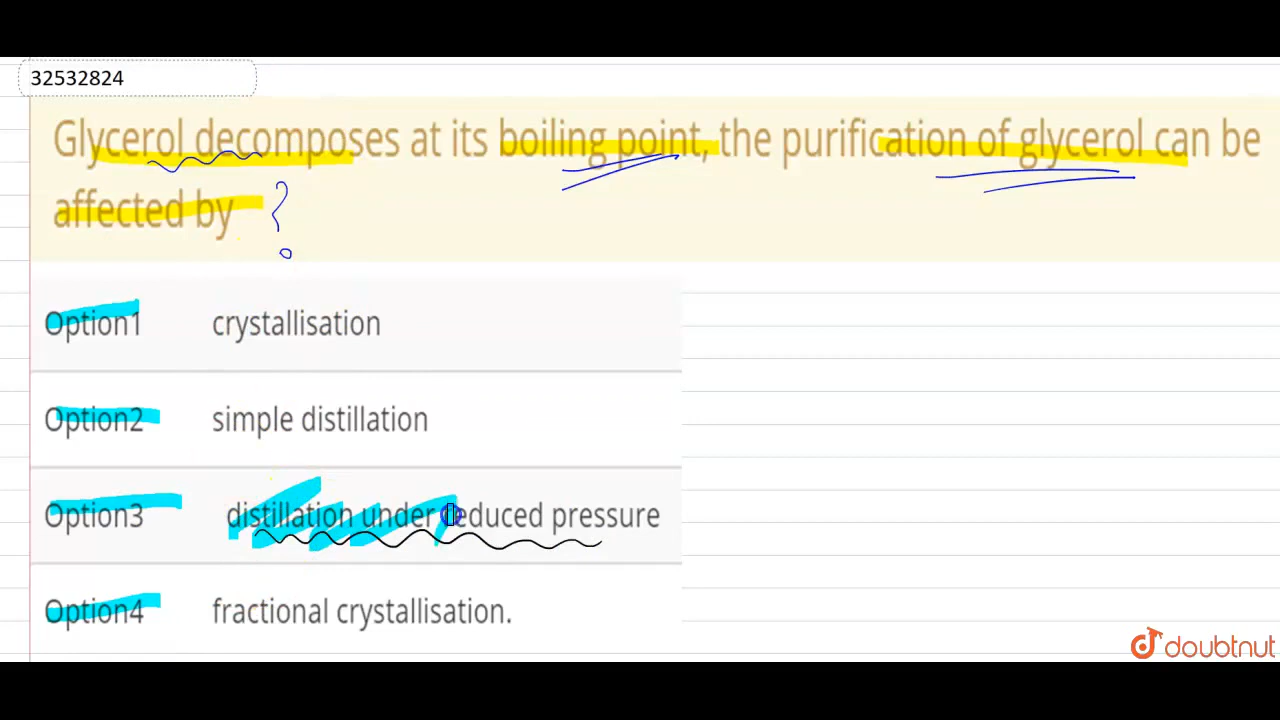 32532824
Glycerol decomposes at its boiling point, the purification of glycerol can be
affected by ?
Option1 crystallisation
Option2 simple distillation
Option3 distillation under reduced pressure
Option4 fractional crystallisation.
doubtnut